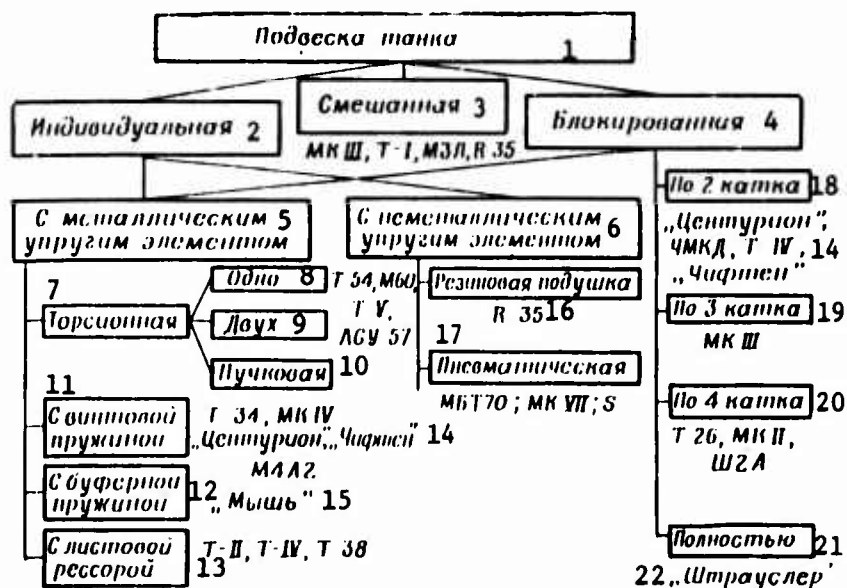 Подвеска танка 1
Смешанная 3
Индивидуальная 2
Блокированная 4
МК III, Т-I, М3Л, R 35
С металлическим 5
упругим элементом
С неметаллическим 6
упругим элементом
По 2 катка 18
„Центурион",
ЧМКД, Т IV, 14
„Чифтен"
7
Торсионная
Одно 8
Двух 9
Пучковая 10
Т 54, М60,
Т V,
АСУ 57
Резиновая подушка
R 35 16
17
Пневматическая
МБТ70; МК VII; S
По 3 катка 19
МК III
11
С винтовой
пружиной
Т 34, МК IV
„Центурион", „Чифтен" 14
М4А2
По 4 катка 20
Т 26, МК II,
Ш2А
С буферной
пружиной 12
„Мышь" 15
С листовой
рессорой 13
Т-II, Т-IV, Т 38
Полностью 21
22 „Штрауслер"